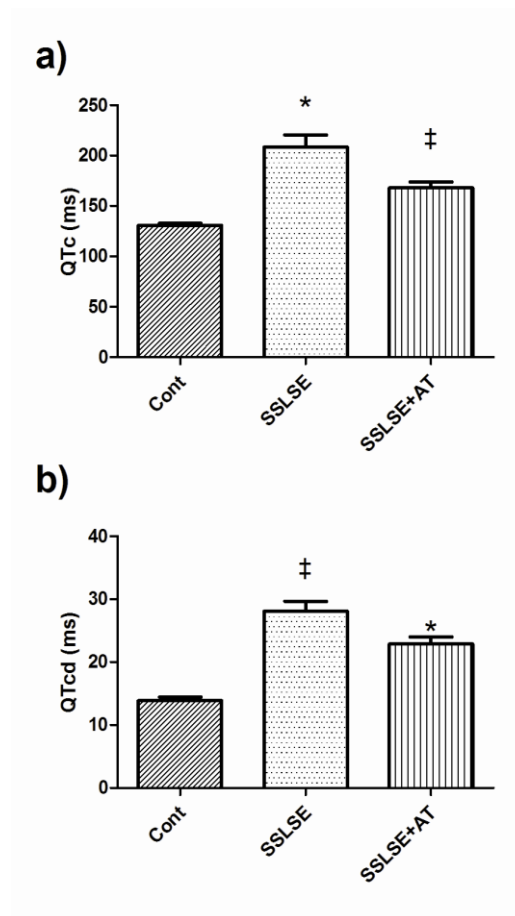 a)
250
*
‡
200
150
100
50
0
QTc (ms)
Cont
SSLSE
SSLSE+AT
b)
40
‡
30
*
20
10
0
QTcd (ms)
Cont
SSLSE
SSLSE+AT